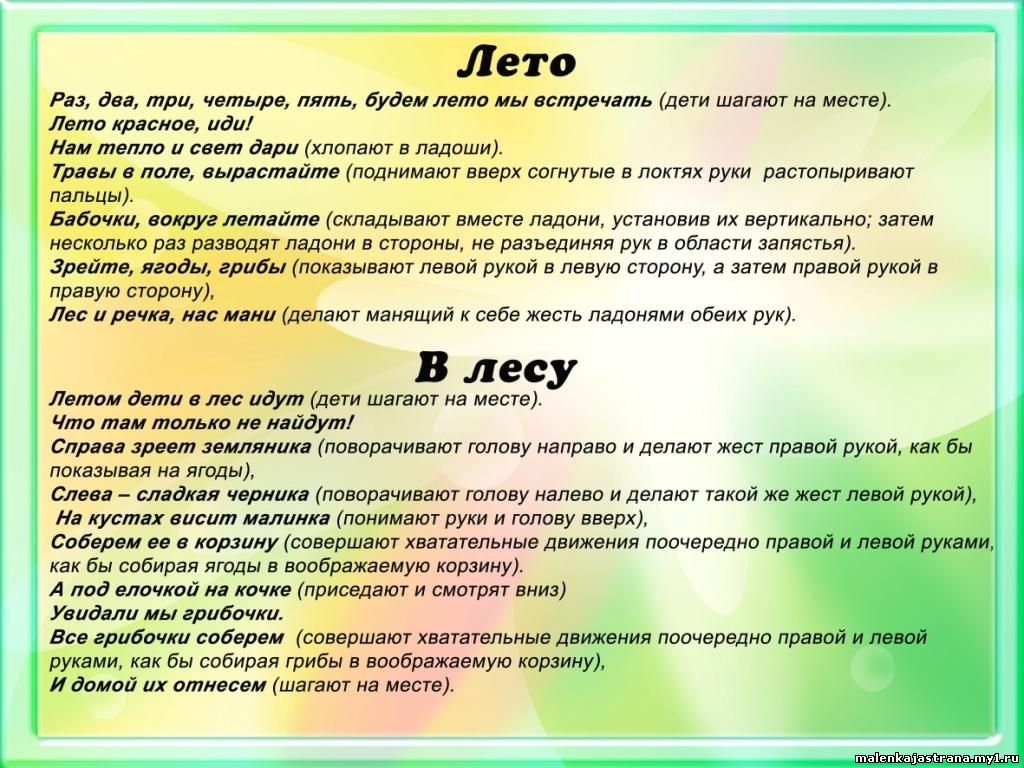 Лето
Раз, два, три, четыре, пять, будем лето мы встречать (дети шагают на месте).
Лето красное, иди!
Нам тепло и свет дари (хлопают в ладоши).
Травы в поле, вырастайте (поднимают вверх согнутые в локтях руки  растопыривают
пальцы).
Бабочки, вокруг летайте (складывают вместе ладони, установив их вертикально; затем
несколько раз разводят ладони в стороны, не разъединяя рук в области запястья).
Зрейте, ягоды, грибы (показывают левой рукой в левую сторону, а затем правой рукой в
правую сторону),
Лес и речка, нас мани (делают манящий к себе жесть ладонями обеих рук).
В лесу
Летом дети в лес идут (дети шагают на месте).
Что там только не найдут!
Справа зреет земляника (поворачивают голову направо и делают жест правой рукой, как бы
показывая на ягоды),
Слева – сладкая черника (поворачивают голову налево и делают такой же жест левой рукой),
На кустах висит малинка (понимают руки и голову вверх),
Соберем ее в корзину (совершают хватательные движения поочередно правой и левой руками,
как бы собирая ягоды в воображаемую корзину).
А под елочкой на кочке (приседают и смотрят вниз)
Увидали мы грибочки.
Все грибочки соберем  (совершают хватательные движения поочередно правой и левой
руками, как бы собирая грибы в воображаемую корзину),
И домой их отнесем (шагают на месте).
malenkajastrana.my1.ru